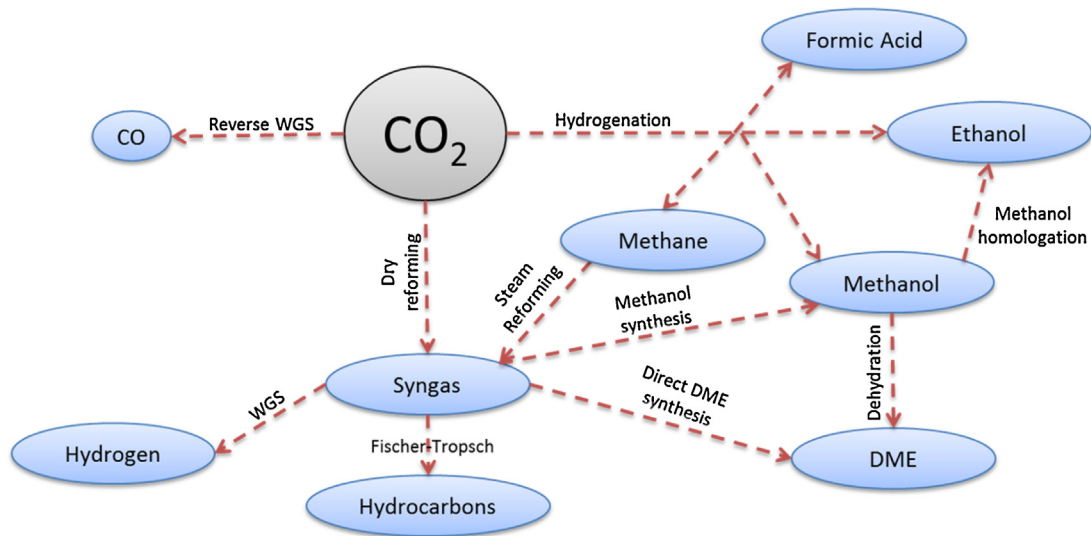 Formic Acid
CO
Reverse WGS
CO2
Hydrogenation
Ethanol
Methanol
homologation
Methane
Dry
reforming
Steam
Reforming
Methanol
synthesis
Methanol
Syngas
Direct DME
synthesis
Dehydration
WGS
Hydrogen
Fischer-Tropsch
DME
Hydrocarbons